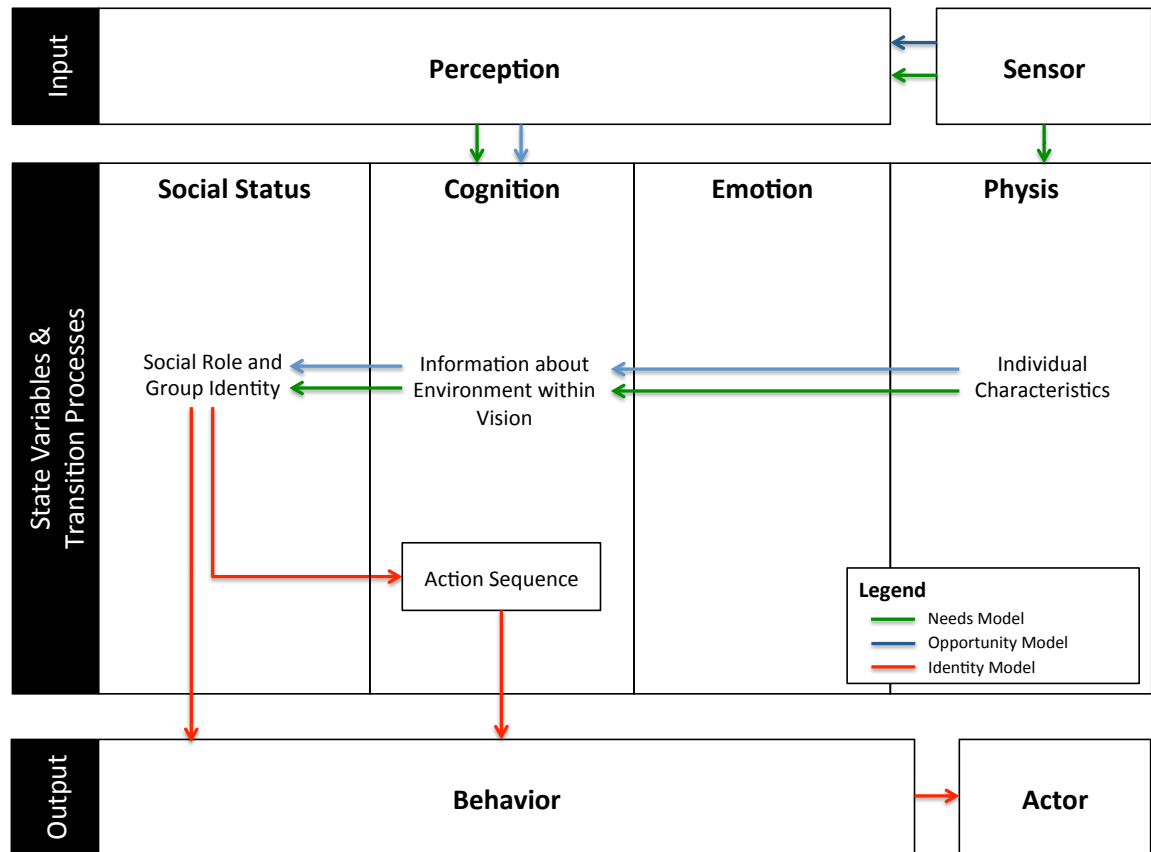 Input
Perception
Sensor
State Variables &
Transition Processes
Social Status
Cognition
Emotion
Physis
Social Role and
Group Identity
Information about
Environment within
Vision
Individual
Characteristics
Action Sequence
Legend
Needs Model
Opportunity Model
Identity Model
Output
Behavior
Actor